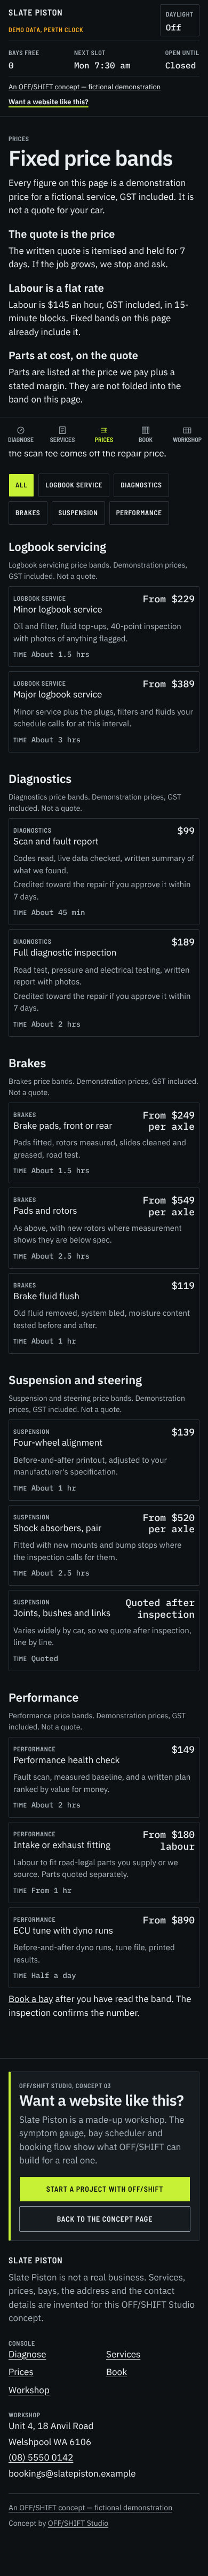 SLATE PISTON
DEMO DATA, PERTH CLOCK
DAYLIGHT
Off
BAYS FREE
0
NEXT SLOT
Mon 7:30 am
OPEN UNTIL
Closed
An OFF/SHIFT concept — fictional demonstration
Want a website like this?
PRICES
Fixed price bands
Every figure on this page is a demonstration
price for a fictional service, GST included. It is
not a quote for your car.
The quote is the price
The written quote is itemised and held for 7
days. If the job grows, we stop and ask.
Labour is a flat rate
Labour is $145 an hour, GST included, in 15-
minute blocks. Fixed bands on this page
already include it.
Parts at cost, on the quote
Parts are listed at the price we pay plus a
stated margin. They are not folded into the
band on this page.
DIAGNOSE
SERVICES
PRICES
BOOK
WORKSHOP
the scan fee comes off the repair price.
ALL
LOGBOOK SERVICE
DIAGNOSTICS
BRAKES
SUSPENSION
PERFORMANCE
Logbook servicing
Logbook servicing price bands. Demonstration prices,
GST included. Not a quote.
LOGBOOK SERVICE
Minor logbook service
From $229
Oil and filter, fluid top-ups, 40-point inspection
with photos of anything flagged.
TIME About 1.5 hrs
LOGBOOK SERVICE
Major logbook service
From $389
Minor service plus the plugs, filters and fluids your
schedule calls for at this interval.
TIME About 3 hrs
Diagnostics
Diagnostics price bands. Demonstration prices, GST
included. Not a quote.
DIAGNOSTICS
Scan and fault report
$99
Codes read, live data checked, written summary of
what we found.
Credited toward the repair if you approve it within
7 days.
TIME About 45 min
DIAGNOSTICS
Full diagnostic inspection
$189
Road test, pressure and electrical testing, written
report with photos.
Credited toward the repair if you approve it within
7 days.
TIME About 2 hrs
Brakes
Brakes price bands. Demonstration prices, GST included.
Not a quote.
BRAKES
Brake pads, front or rear
From $249
per axle
Pads fitted, rotors measured, slides cleaned and
greased, road test.
TIME About 1.5 hrs
BRAKES
Pads and rotors
From $549
per axle
As above, with new rotors where measurement
shows they are below spec.
TIME About 2.5 hrs
BRAKES
Brake fluid flush
$119
Old fluid removed, system bled, moisture content
tested before and after.
TIME About 1 hr
Suspension and steering
Suspension and steering price bands. Demonstration
prices, GST included. Not a quote.
SUSPENSION
Four-wheel alignment
$139
Before-and-after printout, adjusted to your
manufacturer's specification.
TIME About 1 hr
SUSPENSION
Shock absorbers, pair
From $520
per axle
Fitted with new mounts and bump stops where
the inspection calls for them.
TIME About 2.5 hrs
SUSPENSION
Joints, bushes and links
Quoted after
inspection
Varies widely by car, so we quote after inspection,
line by line.
TIME Quoted
Performance
Performance price bands. Demonstration prices, GST
included. Not a quote.
PERFORMANCE
Performance health check
$149
Fault scan, measured baseline, and a written plan
ranked by value for money.
TIME About 2 hrs
PERFORMANCE
Intake or exhaust fitting
From $180
labour
Labour to fit road-legal parts you supply or we
source. Parts quoted separately.
TIME From 1 hr
PERFORMANCE
ECU tune with dyno runs
From $890
Before-and-after dyno runs, tune file, printed
results.
TIME Half a day
Book a bay after you have read the band. The
inspection confirms the number.
OFF/SHIFT STUDIO, CONCEPT 03
Want a website like this?
Slate Piston is a made-up workshop. The
symptom gauge, bay scheduler and
booking flow show what OFF/SHIFT can
build for a real one.
START A PROJECT WITH OFF/SHIFT
BACK TO THE CONCEPT PAGE
SLATE PISTON
Slate Piston is not a real business. Services,
prices, bays, the address and the contact
details are invented for this OFF/SHIFT Studio
concept.
CONSOLE
Diagnose
Services
Prices
Book
Workshop
WORKSHOP
Unit 4, 18 Anvil Road
Welshpool WA 6106
(08) 5550 0142
bookings@slatepiston.example
An OFF/SHIFT concept — fictional demonstration
Concept by OFF/SHIFT Studio